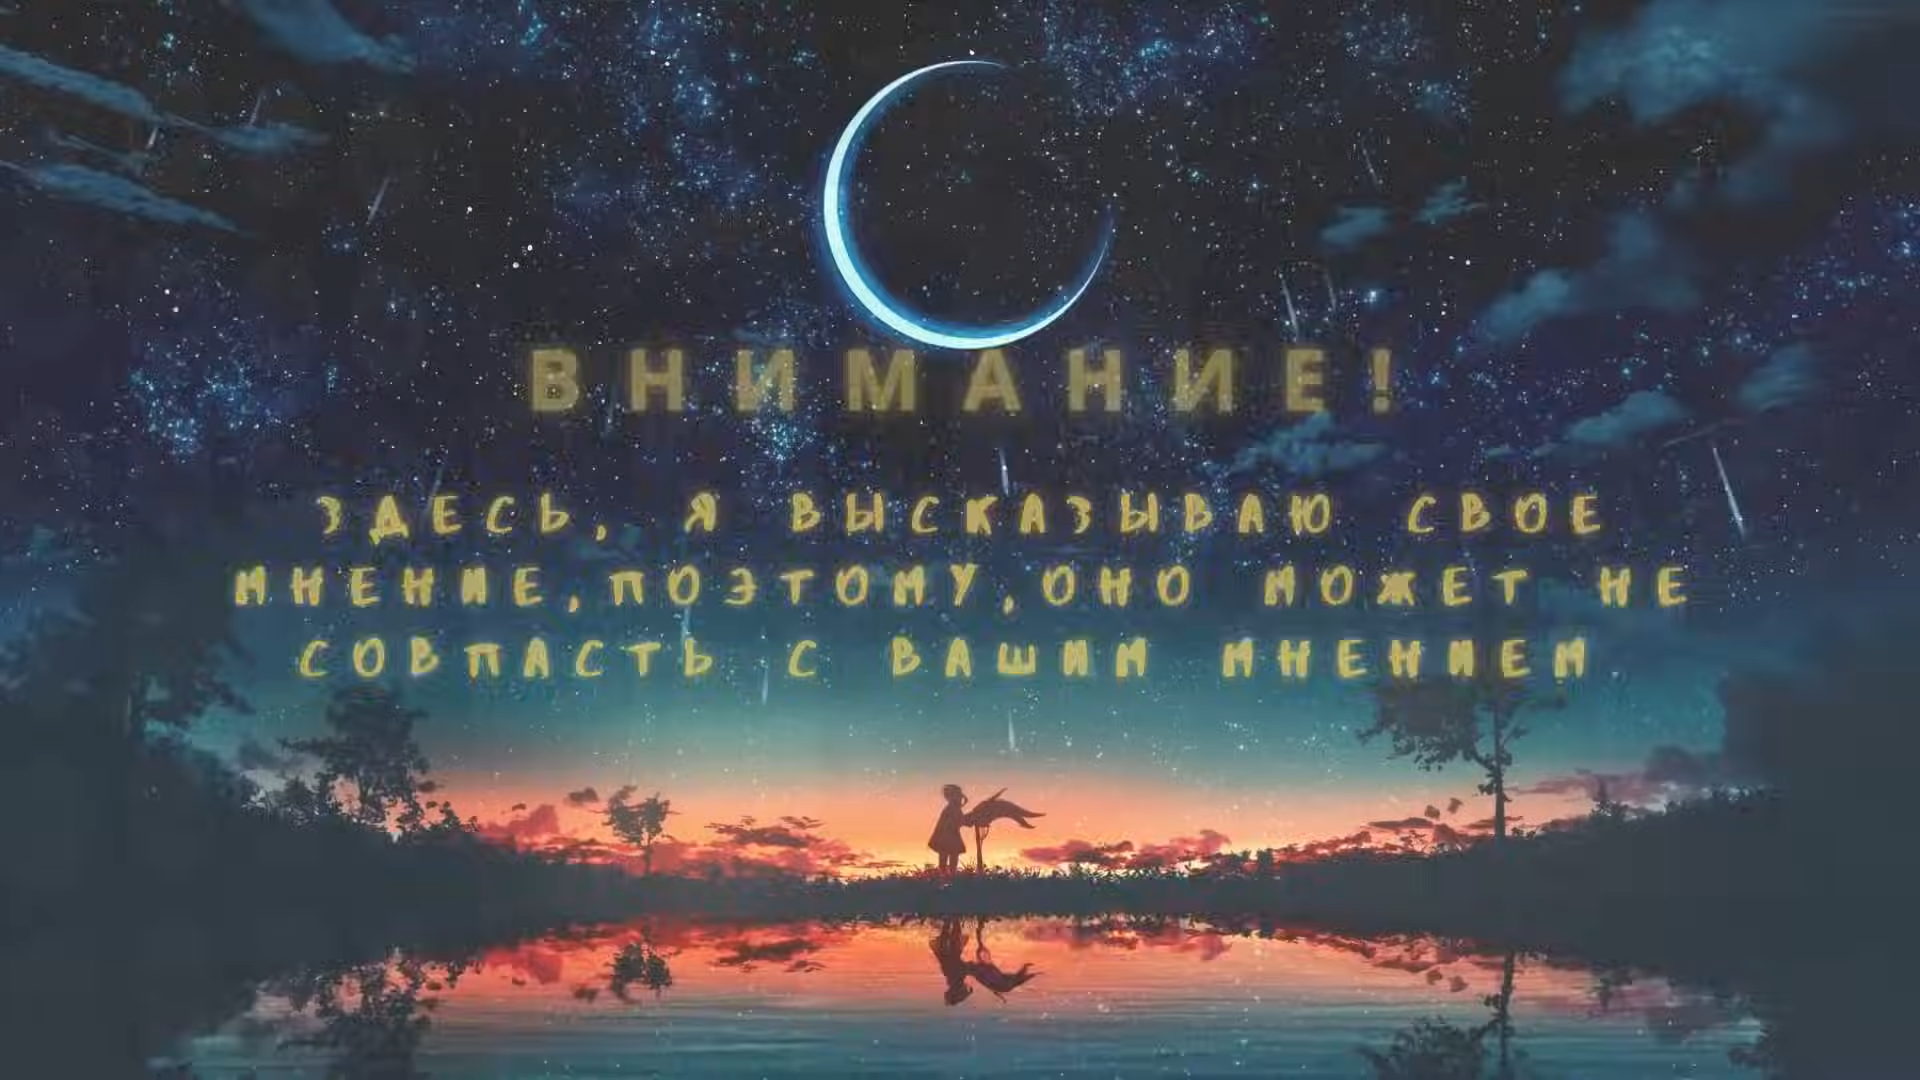 ВНИМАНИЕ!
ЗДЕСЬ, Я ВЫСКАЗЫВАЮ СВОЕ
МНЕНИЕ,ПОЭТОМУ,ОНО МОЖЕТ НЕ
СОВПАСТЬ С ВАШИМ МНЕНИЕМ